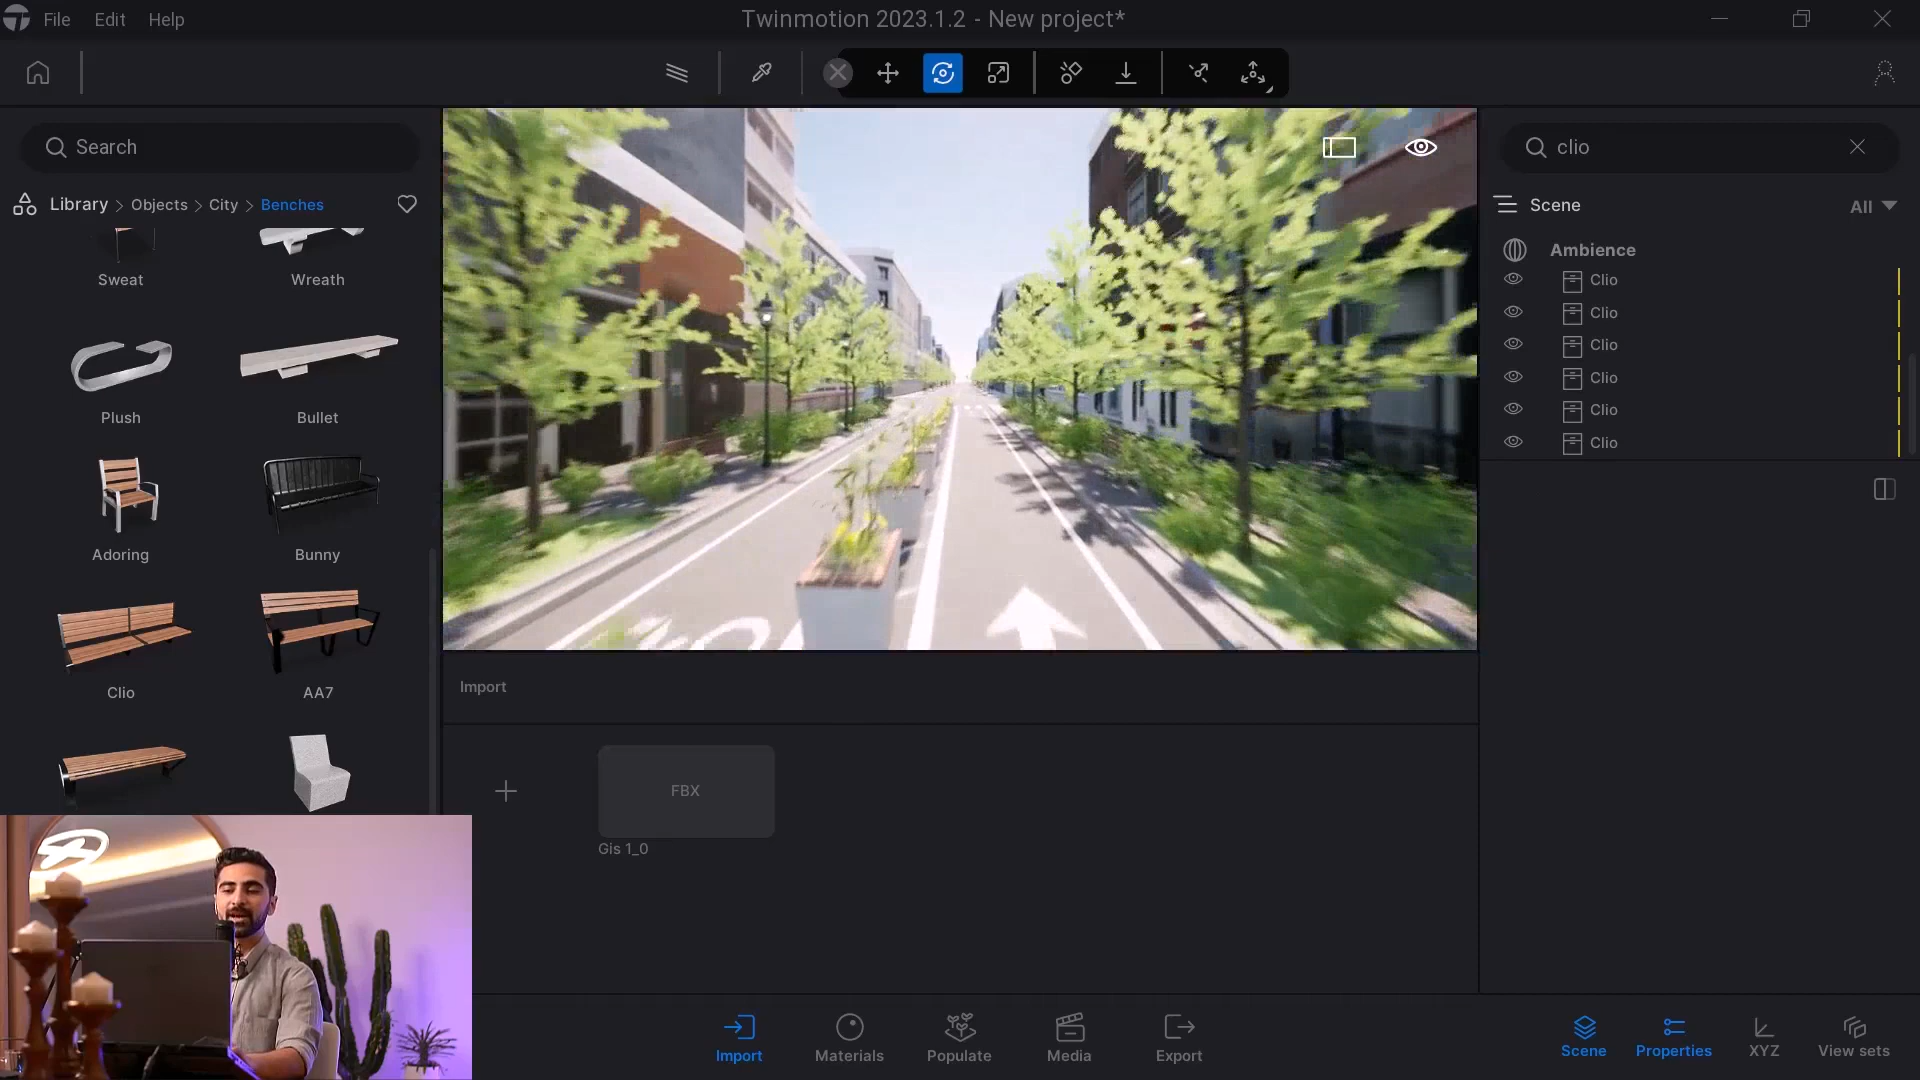 File Edit Help
Twinmotion 2023.1.2 - New project*
Search
Library > Objects > City > Benches
Sweat
Wreath
Plush
Bullet
Adoring
Bunny
Clio
AA7
Import
FBX
Gis 1_0
clio
Scene
All
Ambience
Clio
Clio
Clio
Clio
Clio
Clio
Import
Materials
Populate
Media
Export
Scene
Properties
XYZ
View sets